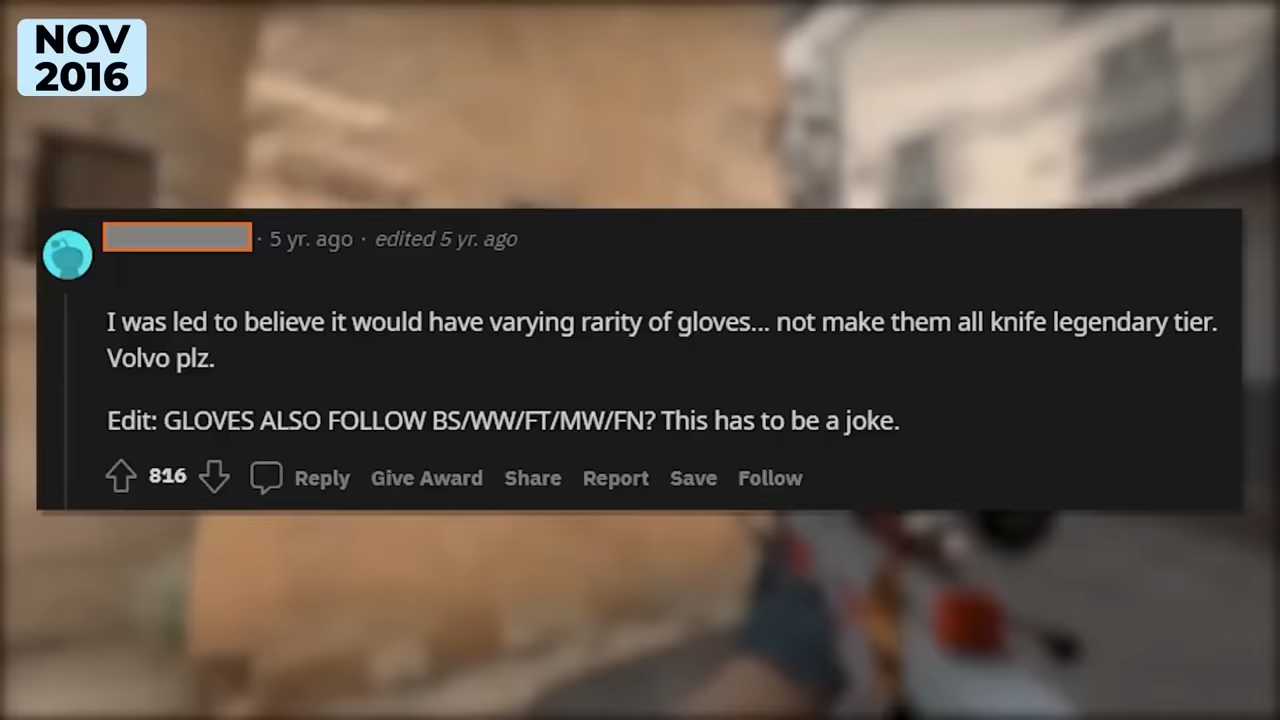 NOV
2016
· 5 yr. ago · edited 5 yr. ago
I was led to believe it would have varying rarity of gloves... not make them all knife legendary tier.
Volvo plz.
Edit: GLOVES ALSO FOLLOW BS/WW/FT/MW/FN? This has to be a joke.
816 Reply Give Award Share Report Save Follow